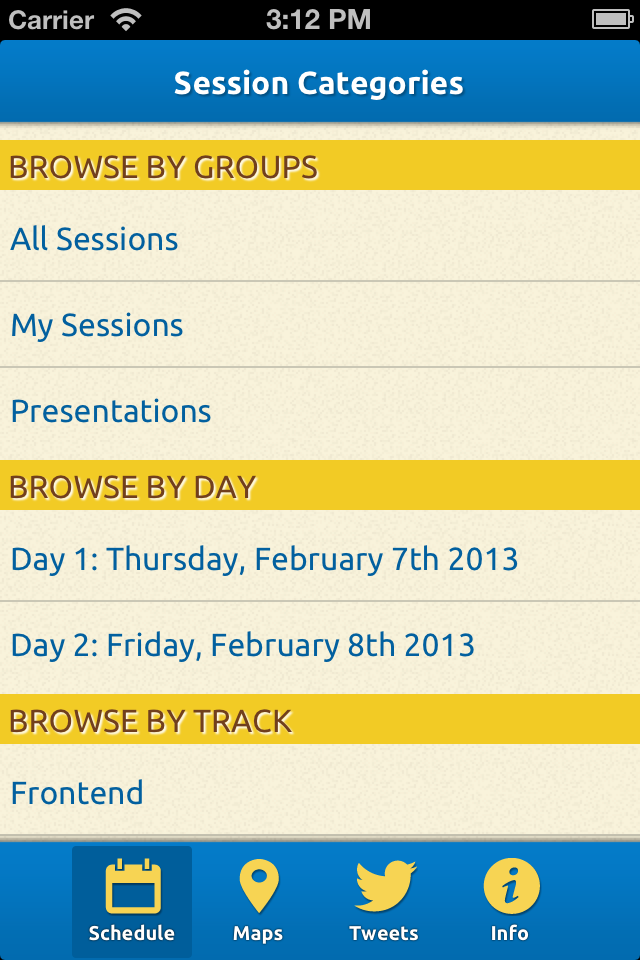 Carrier 3:12 PM
Session Categories
BROWSE BY GROUPS
All Sessions
My Sessions
Presentations
BROWSE BY DAY
Day 1: Thursday, February 7th 2013
Day 2: Friday, February 8th 2013
BROWSE BY TRACK
Frontend
Schedule Maps Tweets Info